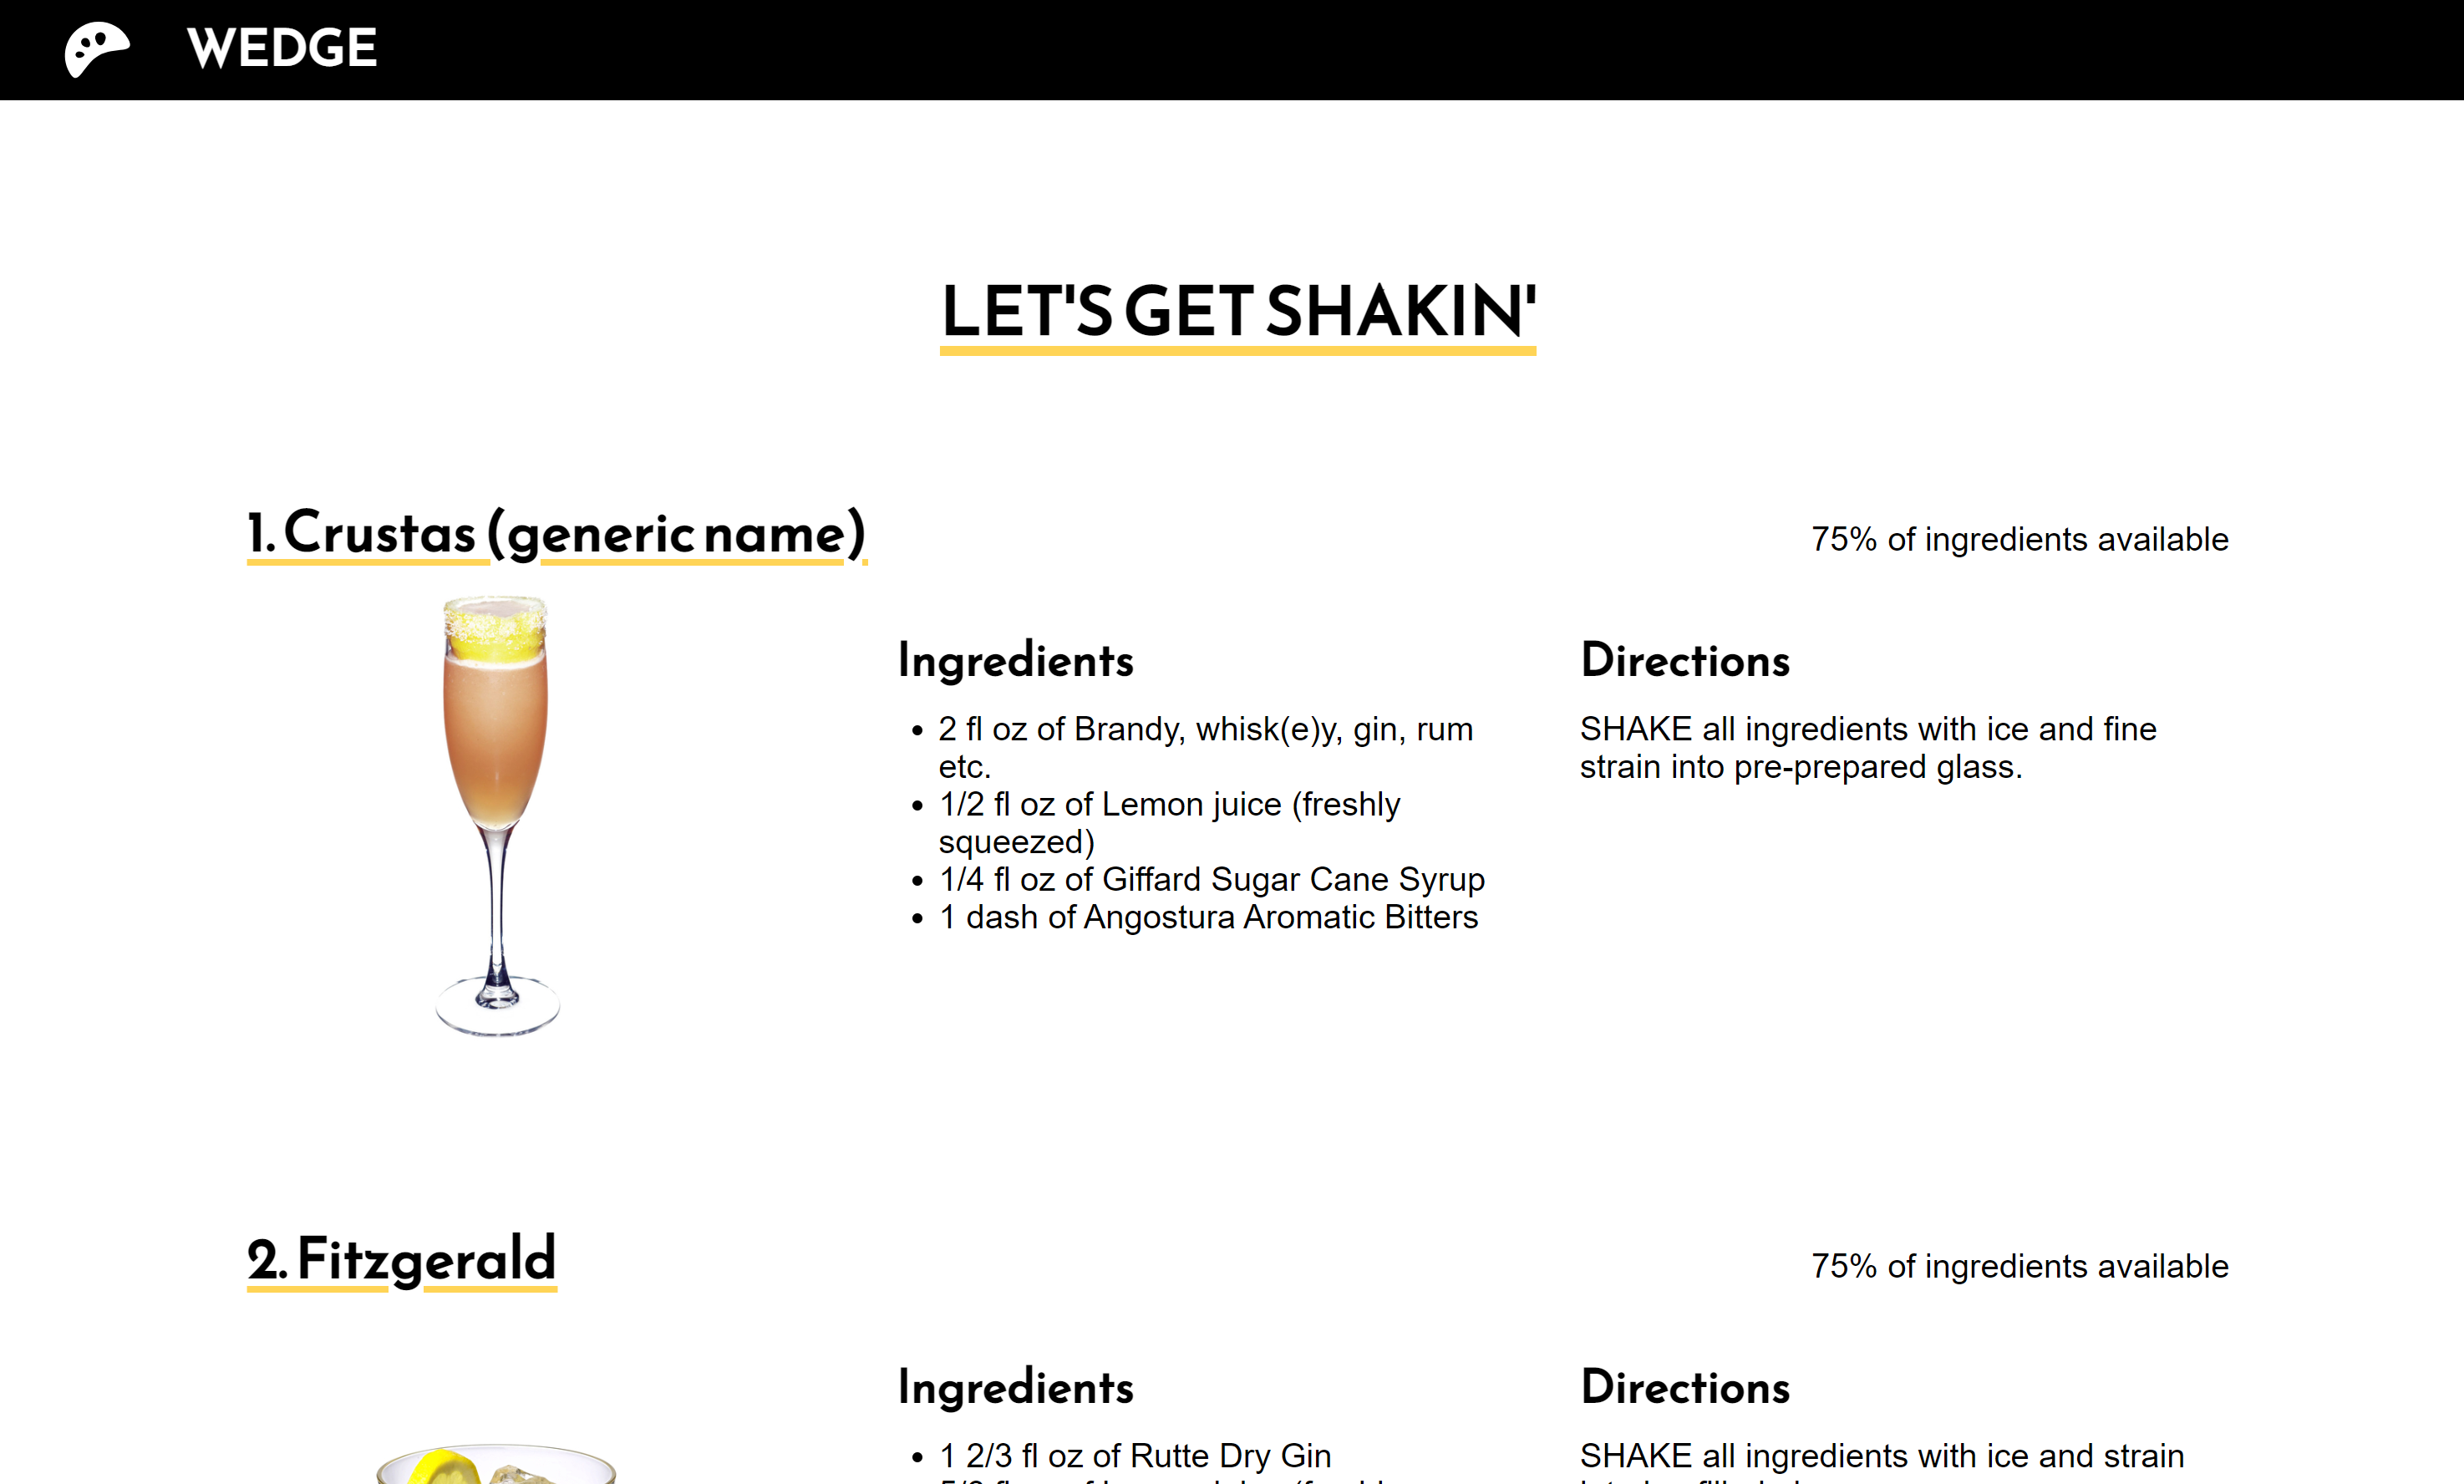 WEDGE
LET'S GET SHAKIN'
1. Crustas (generic name)
75% of ingredients available
Ingredients
• 2 fl oz of Brandy, whisk(e)y, gin, rum
etc.
• 1/2 fl oz of Lemon juice (freshly
squeezed)
• 1/4 fl oz of Giffard Sugar Cane Syrup
• 1 dash of Angostura Aromatic Bitters
Directions
SHAKE all ingredients with ice and fine
strain into pre-prepared glass.
2. Fitzgerald
75% of ingredients available
Ingredients
• 1 2/3 fl oz of Rutte Dry Gin
Directions
SHAKE all ingredients with ice and strain